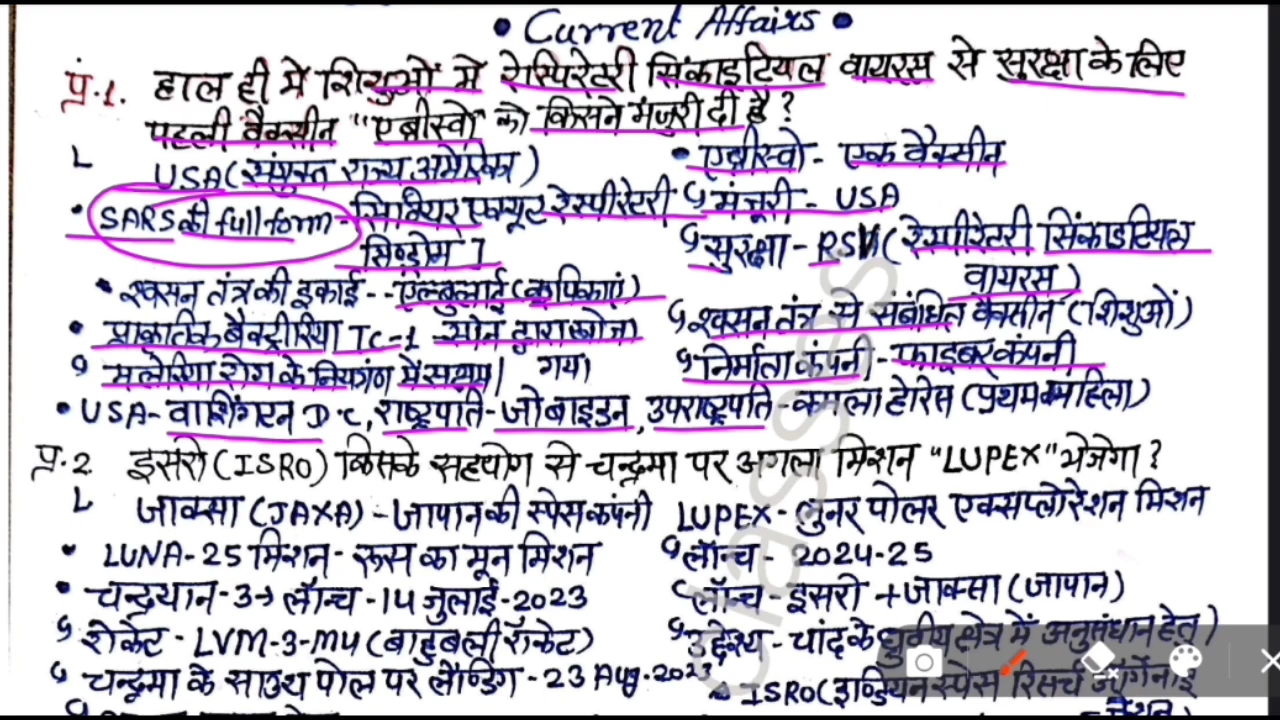 • Current Affairs •
प्र.1. हाल ही में शिशुओं में रेस्पिरेटरी सिंकाइटियल वायरस से सुरक्षा के लिए
पहली वैक्सीन "एब्रीस्वो" को किसने मंजुरी दी है ?
USA (संयुक्त राज्य अमेरिका)
• SARS की full form - सिवियर एक्यूट रेस्पीरेटरी
सिण्ड्रोम ।
• श्वसन तंत्र की इकाई -- एल्बुलाई (कूपिकाएं)
• प्राकृतिक बैक्ट्रीरिया TC-1 स्पेन द्वारा खोजा
गया
मलेरिया रोग के नियंत्रण में सक्षम।
• एब्रीस्वो - एक वैक्सीन
मंजूरी - USA
सुरक्षा - RSV (रेस्पीरेटरी सिंकाइटियल
वायरस)
श्वसन तंत्र से संबंधित वैक्सीन (शिशुओं)
निर्माता कंपनी - फाइबर कंपनी
• USA - वाशिंगटन D.C, राष्ट्रपति - जो बाइडन, उपराष्ट्रपति - कमला हैरिस (प्रथम महिला)
प्र.2 इसरो (ISRO) किसके सहयोग से चन्द्रमा पर अगला मिशन "LUPEX" भेजेगा ?
जाक्सा (JAXA) - जापान की स्पेस कंपनी
• LUNA-25 मिशन - रूस का मून मिशन
• चन्द्रयान-3 → लॉन्च - 14 जुलाई - 2023
रॉकेट - LVM-3-M4 (बाहुबली रॉकेट)
चन्द्रमा के साउथ पोल पर लैण्डिंग - 23 Aug. 2023
LUPEX - लुनर पोलर एक्सप्लोरेशन मिशन
लॉन्च - 2024-25
लॉन्च - इसरो + जाक्सा (जापान)
उद्देश्य - चांद के ध्रुवीय क्षेत्र में अनुसंधान हेतु)
ISRO (इण्डियन स्पेस रिसर्च
classes